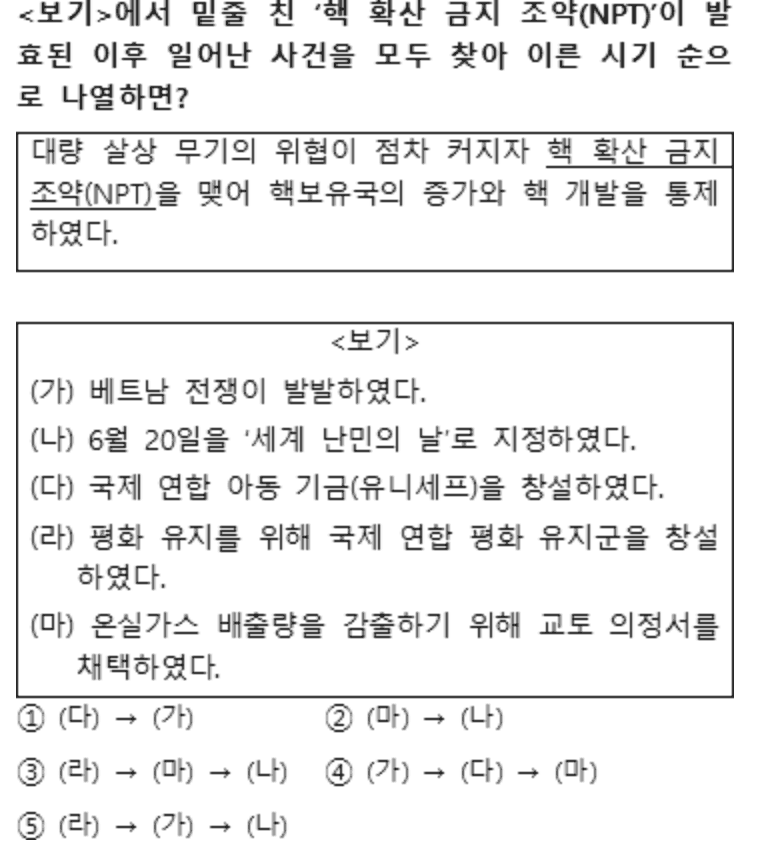 <보기>에서 밑줄 친 ‘핵 확산 금지 조약(NPT)’이 발
효된 이후 일어난 사건을 모두 찾아 이른 시기 순으
로 나열하면?
대량 살상 무기의 위협이 점차 커지자 핵 확산 금지
조약(NPT)을 맺어 핵보유국의 증가와 핵 개발을 통제
하였다.
<보기>
(가) 베트남 전쟁이 발발하였다.
(나) 6월 20일을 ‘세계 난민의 날’로 지정하였다.
(다) 국제 연합 아동 기금(유니세프)을 창설하였다.
(라) 평화 유지를 위해 국제 연합 평화 유지군을 창설
하였다.
(마) 온실가스 배출량을 감출하기 위해 교토 의정서를
채택하였다.
① (다) → (가) ② (마) → (나)
③ (라) → (마) → (나) ④ (가) → (다) → (마)
⑤ (라) → (가) → (나)